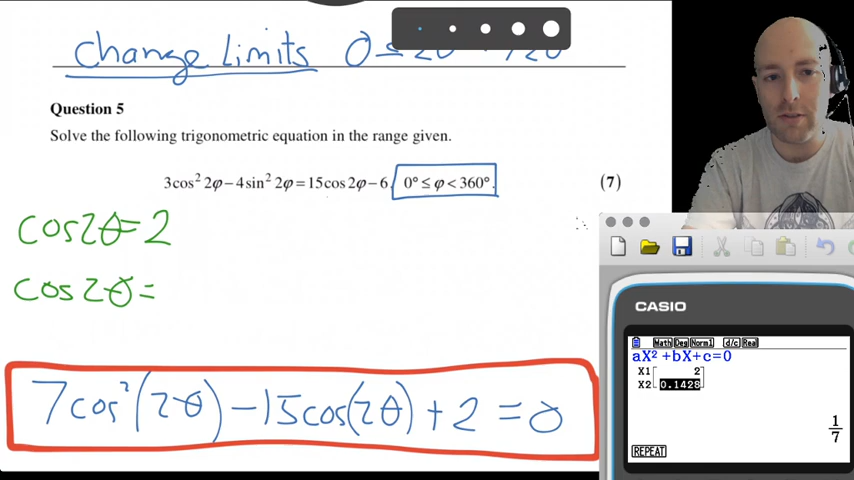 Change Limits 0 ≤
Question 5
Solve the following trigonometric equation in the range given.
3cos² 2φ − 4sin² 2φ = 15cos 2φ − 6, 0° ≤ φ < 360°. (7)
cos2θ = 2
cos2θ =
7cos²(2θ) − 15cos(2θ) + 2 = 0
CASIO
Math Deg Norm1 d/c Real
aX²+bX+c=0
X1 2
X2 0.1428
1/7
REPEAT